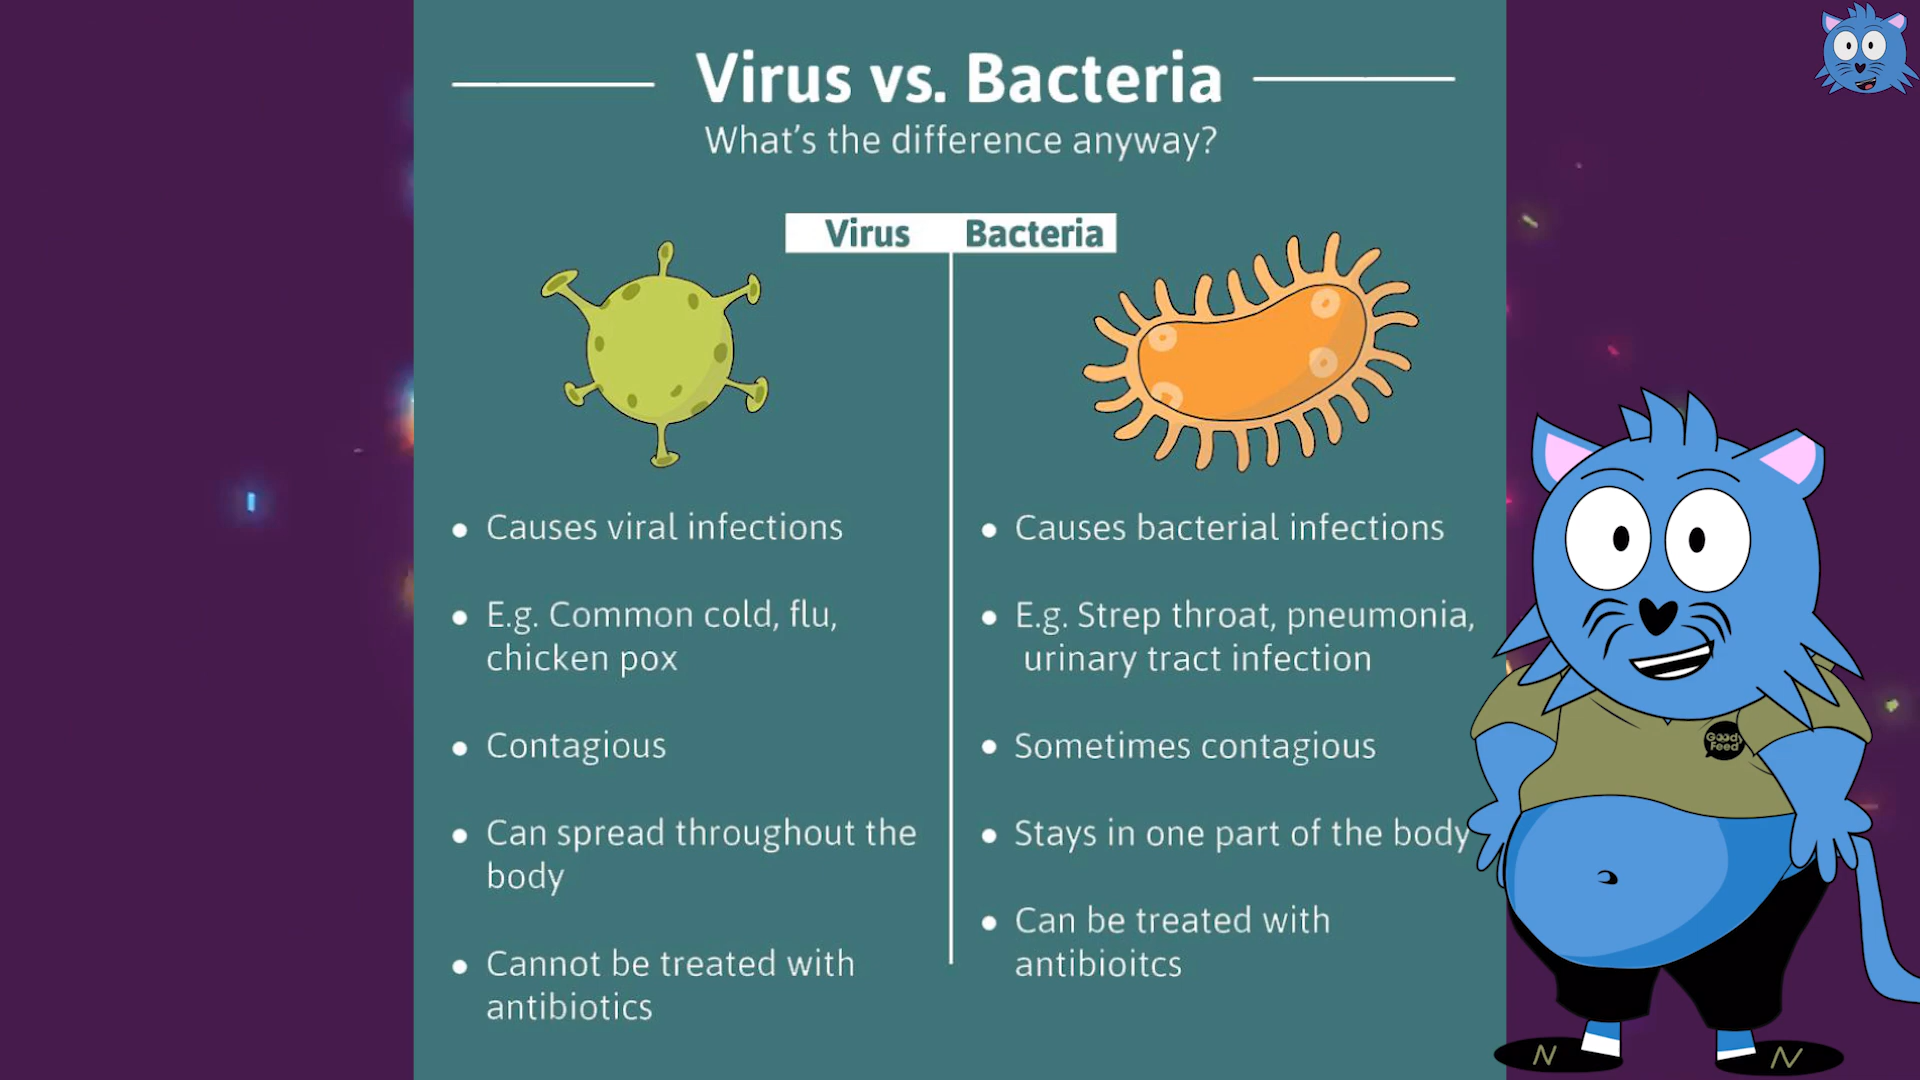 Virus vs. Bacteria
What's the difference anyway?
Virus
Bacteria
• Causes viral infections
• E.g. Common cold, flu,
chicken pox
• Contagious
• Can spread throughout the
body
• Cannot be treated with
antibiotics
• Causes bacterial infections
• E.g. Strep throat, pneumonia,
urinary tract infection
• Sometimes contagious
• Stays in one part of the body
• Can be treated with
antibioitcs
Goody
Feed
N
N